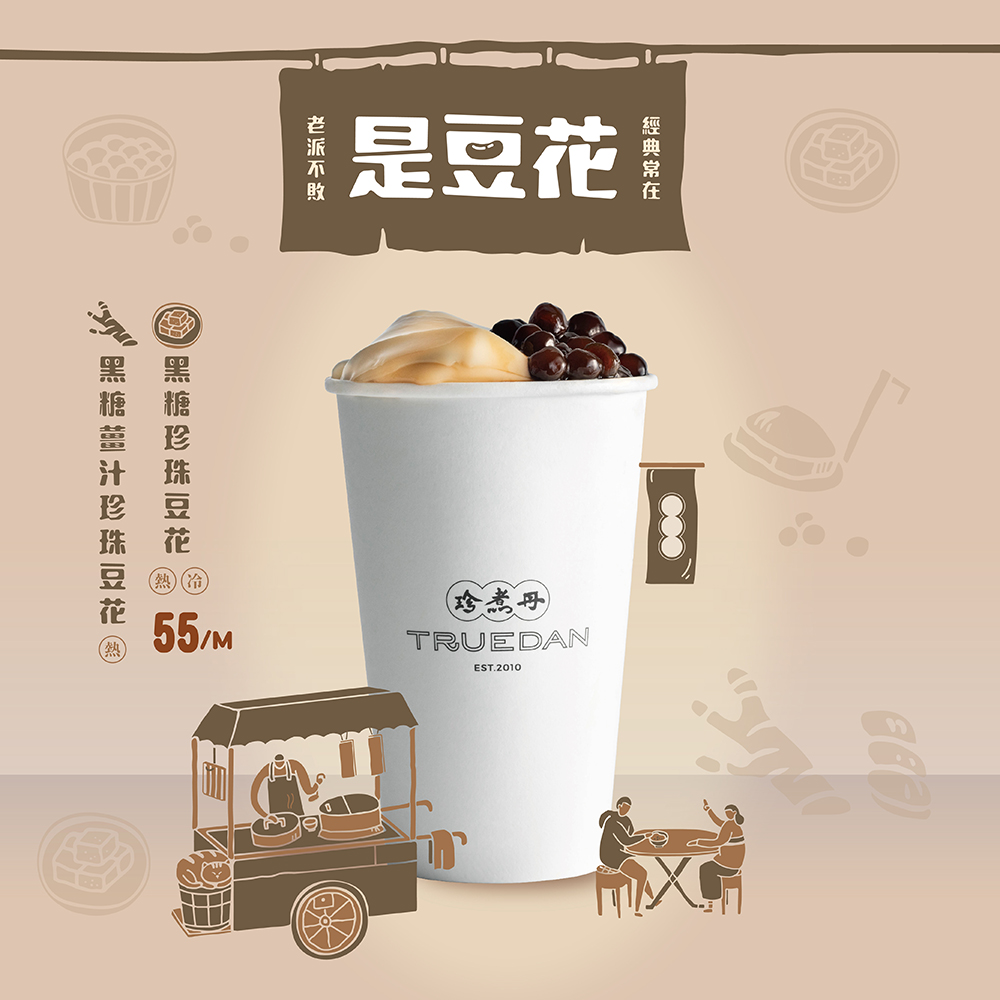 經典常在
是豆花
老派不敗
黑糖珍珠豆花 熱 冷
55/M
黑糖薑汁珍珠豆花 熱
珍煮丹
TRUEDAN
EST.2010